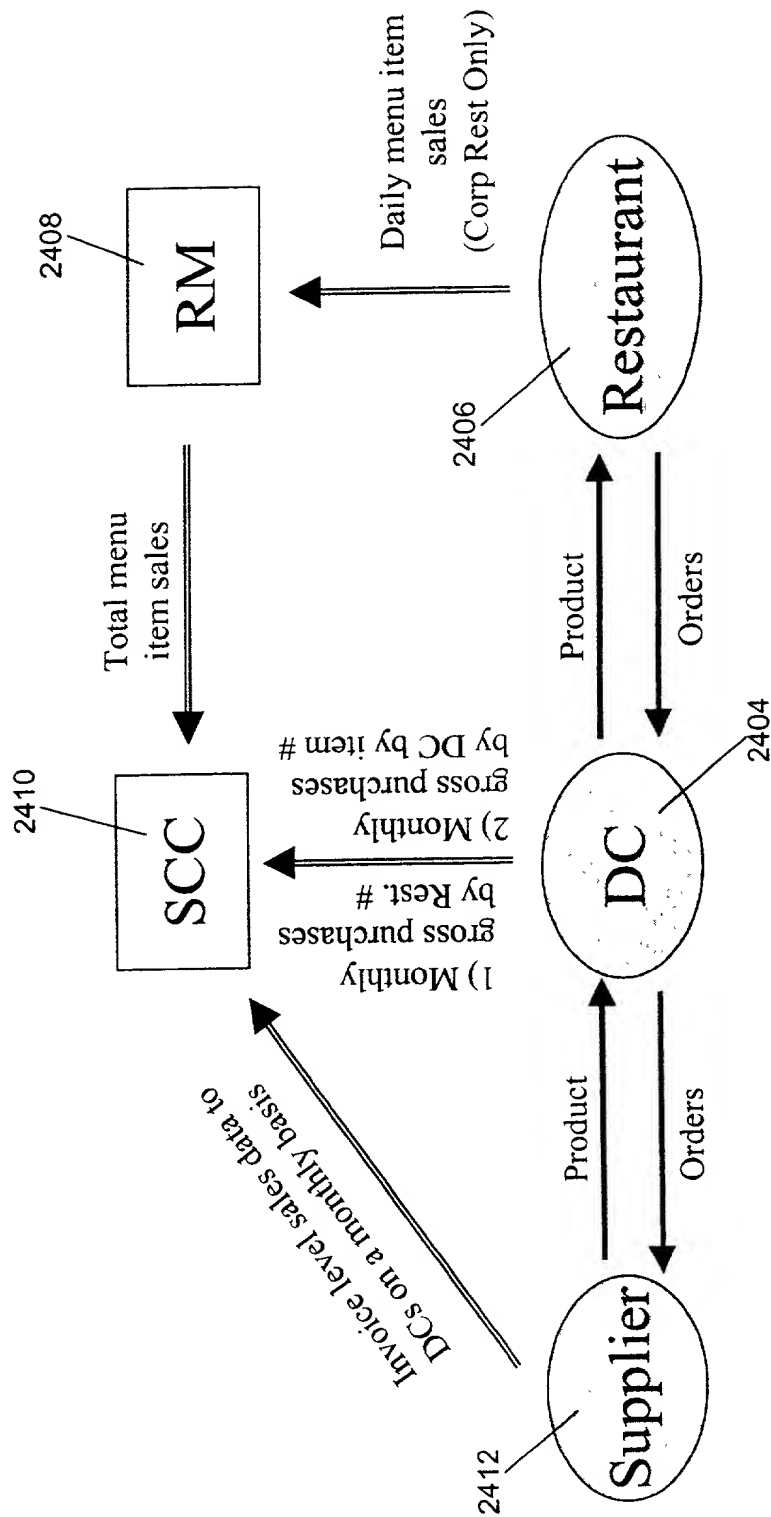 2410
SCC
Total menu
item sales
2408
RM
Invoice level sales data to
DCs on a monthly basis
1) Monthly
gross purchases
by Rest. #
2) Monthly
gross purchases
by DC by item #
Daily menu item
sales
(Corp Rest Only)
2412
Supplier
Product
Orders
DC
2404
Product
Orders
2406
Restaurant